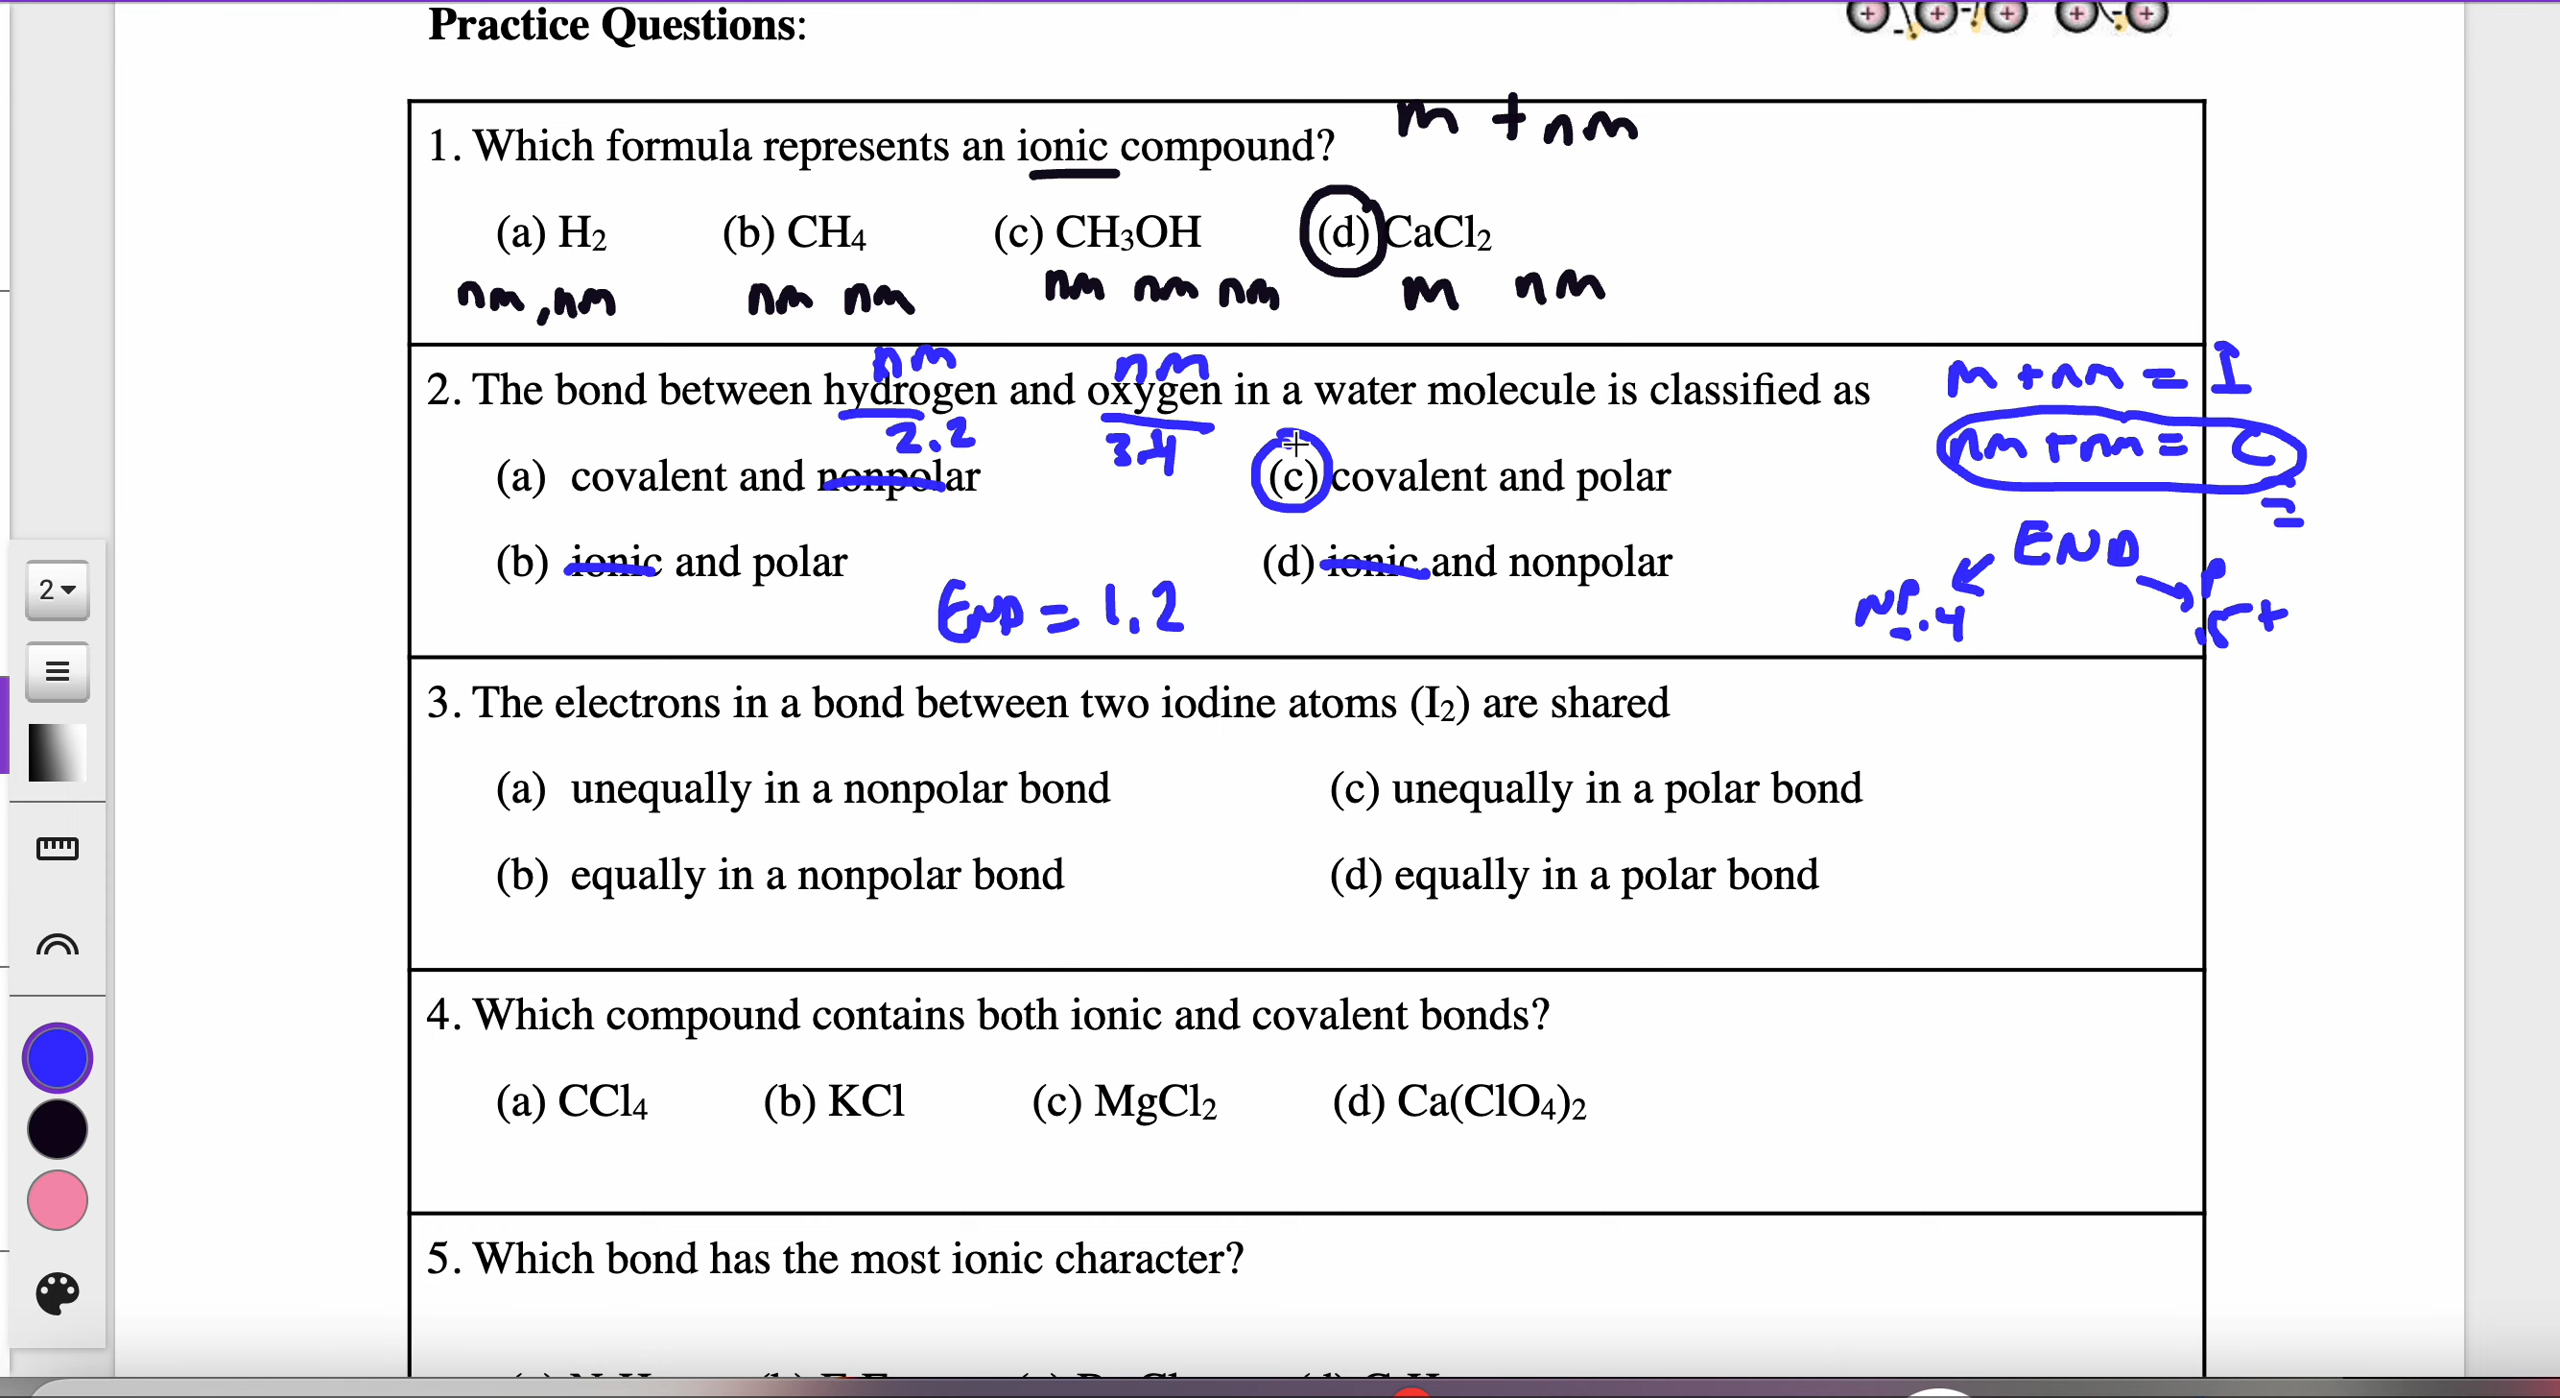 Practice Questions:
m + nm
1. Which formula represents an ionic compound?
(a) H2 (b) CH4 (c) CH3OH (d) CaCl2
nm, nm nm nm nm nm nm m nm
nm nm
2. The bond between hydrogen and oxygen in a water molecule is classified as
m + nm = I
2.2 3.4
nm + nm = C
(a) covalent and nonpolar (c) covalent and polar
(b) ionic and polar (d) ionic and nonpolar
END
END = 1.2
NP P
.4 .5+
3. The electrons in a bond between two iodine atoms (I2) are shared
(a) unequally in a nonpolar bond (c) unequally in a polar bond
(b) equally in a nonpolar bond (d) equally in a polar bond
4. Which compound contains both ionic and covalent bonds?
(a) CCl4 (b) KCl (c) MgCl2 (d) Ca(ClO4)2
5. Which bond has the most ionic character?
2